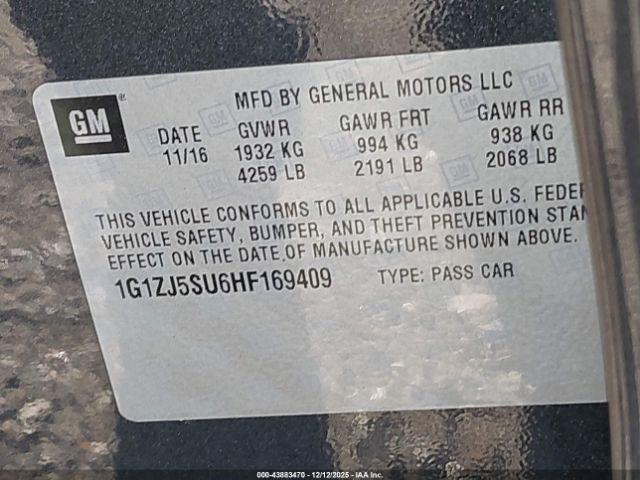 GM
MFD BY GENERAL MOTORS LLC
DATE GVWR GAWR FRT GAWR RR
11/16 1932 KG 994 KG 938 KG
4259 LB 2191 LB 2068 LB
THIS VEHICLE CONFORMS TO ALL APPLICABLE U.S. FEDER
VEHICLE SAFETY, BUMPER, AND THEFT PREVENTION STAN
EFFECT ON THE DATE OF MANUFACTURE SHOWN ABOVE.
1G1ZJ5SU6HF169409 TYPE: PASS CAR
000-43883470 - 12/12/2025 - IAA Inc.